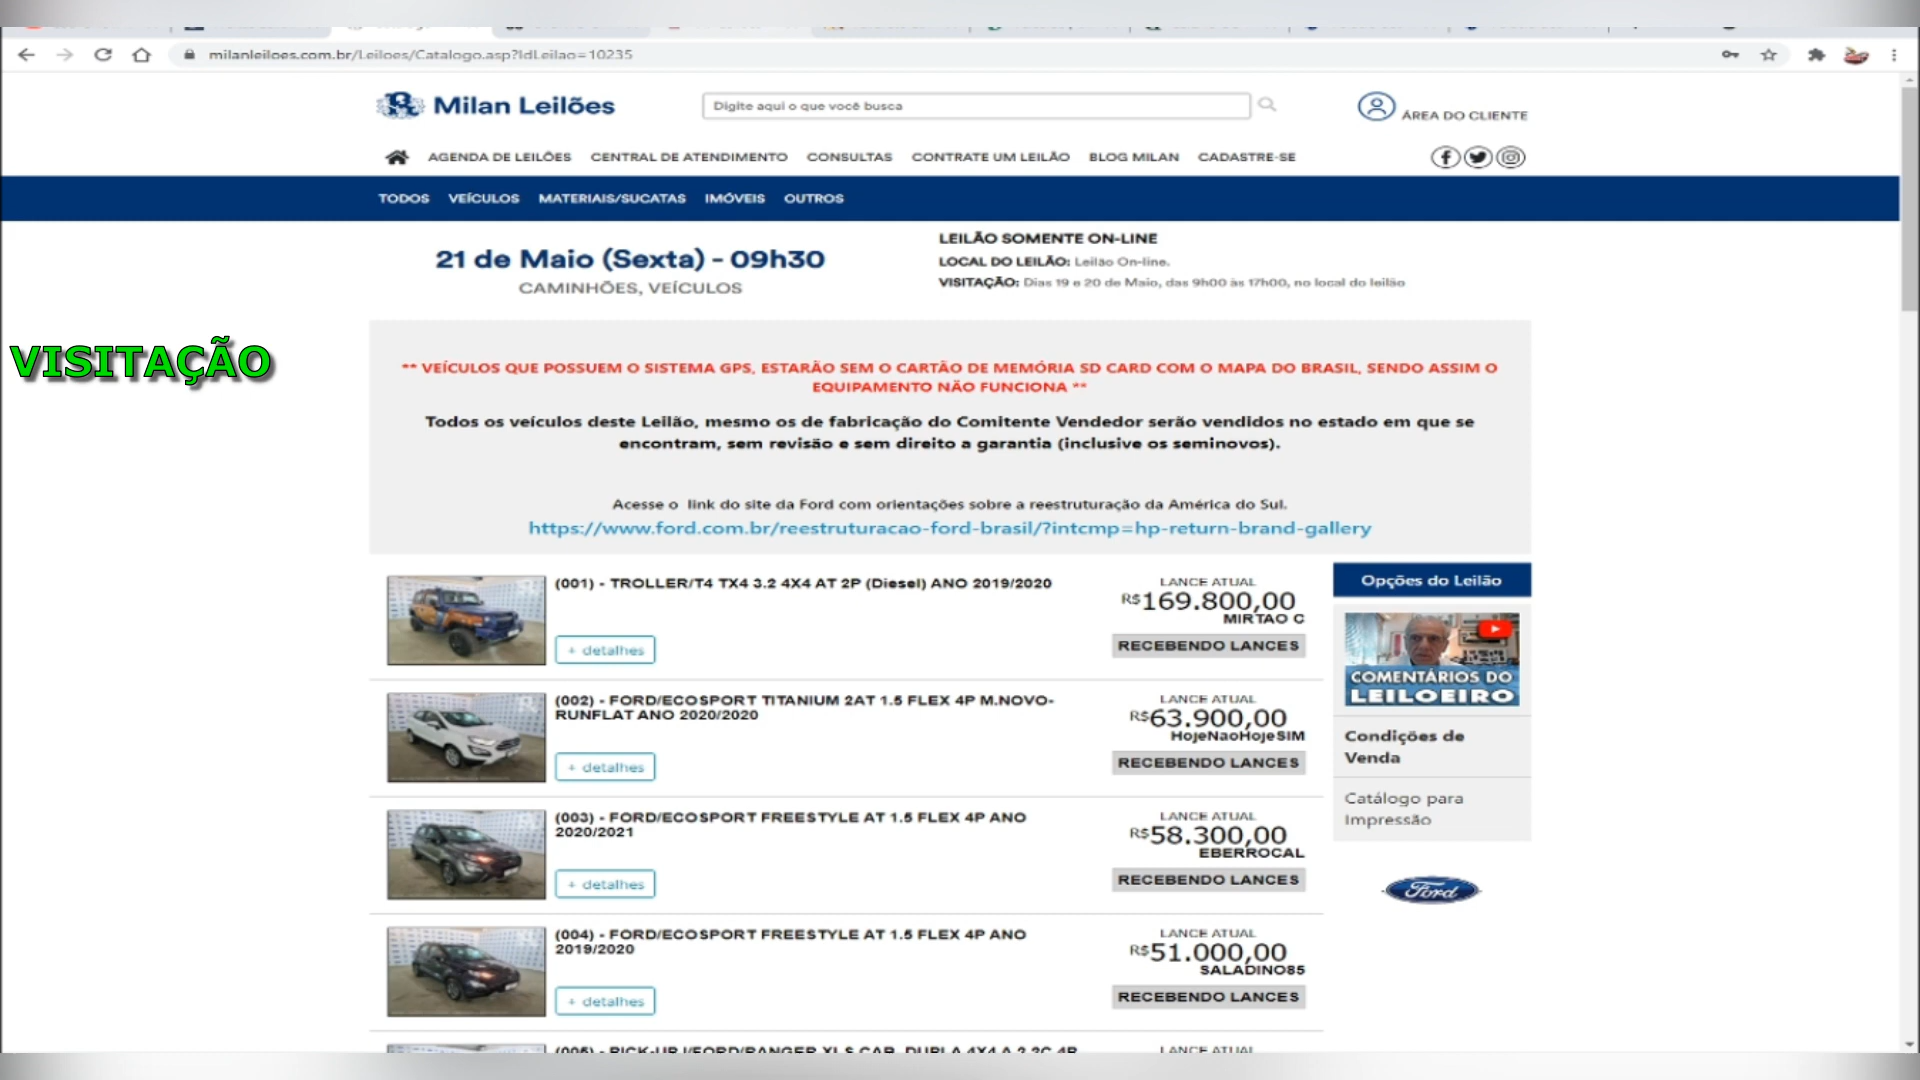 milanleiloes.com.br/Leiloes/Catalogo.asp?IdLeilao=10235
Milan Leilões
Digite aqui o que você busca
ÁREA DO CLIENTE
AGENDA DE LEILÕES CENTRAL DE ATENDIMENTO CONSULTAS CONTRATE UM LEILÃO BLOG MILAN CADASTRE-SE
TODOS VEÍCULOS MATERIAIS/SUCATAS IMÓVEIS OUTROS
21 de Maio (Sexta) - 09h30
CAMINHÕES, VEÍCULOS
LEILÃO SOMENTE ON-LINE
LOCAL DO LEILÃO: Leilão On-line.
VISITAÇÃO: Dias 19 e 20 de Maio, das 9h00 às 17h00, no local do leilão
VISITAÇÃO
** VEÍCULOS QUE POSSUEM O SISTEMA GPS, ESTARÃO SEM O CARTÃO DE MEMÓRIA SD CARD COM O MAPA DO BRASIL, SENDO ASSIM O
EQUIPAMENTO NÃO FUNCIONA **
Todos os veículos deste Leilão, mesmo os de fabricação do Comitente Vendedor serão vendidos no estado em que se
encontram, sem revisão e sem direito a garantia (inclusive os seminovos).
Acesse o link do site da Ford com orientações sobre a reestruturação da América do Sul.
https://www.ford.com.br/reestruturacao-ford-brasil/?intcmp=hp-return-brand-gallery
(001) - TROLLER/T4 TX4 3.2 4X4 AT 2P (Diesel) ANO 2019/2020
+ detalhes
LANCE ATUAL
R$169.800,00
MIRTAO C
RECEBENDO LANCES
(002) - FORD/ECOSPORT TITANIUM 2AT 1.5 FLEX 4P M.NOVO-
RUNFLAT ANO 2020/2020
+ detalhes
LANCE ATUAL
R$63.900,00
HojeNaoHojeSIM
RECEBENDO LANCES
(003) - FORD/ECOSPORT FREESTYLE AT 1.5 FLEX 4P ANO
2020/2021
+ detalhes
LANCE ATUAL
R$58.300,00
EBERROCAL
RECEBENDO LANCES
(004) - FORD/ECOSPORT FREESTYLE AT 1.5 FLEX 4P ANO
2019/2020
+ detalhes
LANCE ATUAL
R$51.000,00
SALADINO85
RECEBENDO LANCES
(005) - PICK-UP I/FORD/RANGER XLS CAB. DUPLA 4X4 A 2.2C 4P
LANCE ATUAL
Opções do Leilão
COMENTÁRIOS DO
LEILOEIRO
Condições de
Venda
Catálogo para
Impressão
Ford